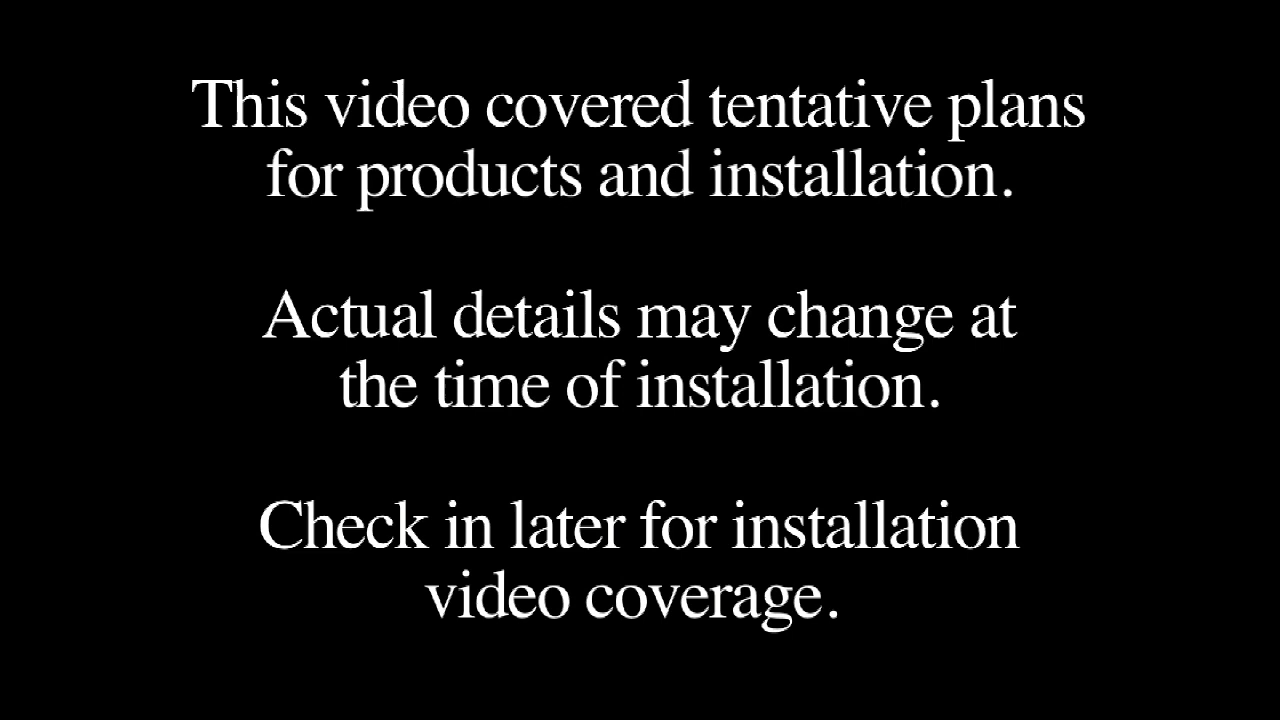 This video covered tentative plans
for products and installation.
Actual details may change at
the time of installation.
Check in later for installation
video coverage.